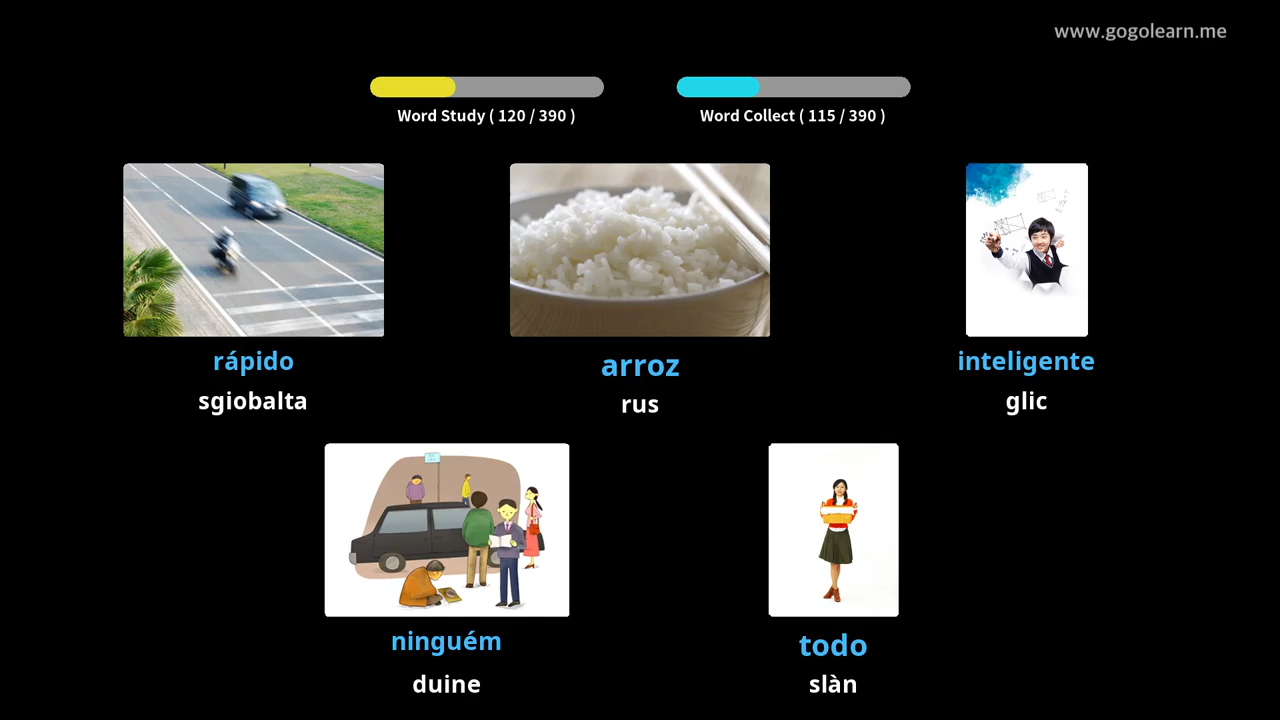 www.gogolearn.me
Word Study ( 120 / 390 )
Word Collect ( 115 / 390 )
rápido
sgiobalta
arroz
rus
inteligente
glic
ninguém
duine
todo
slàn